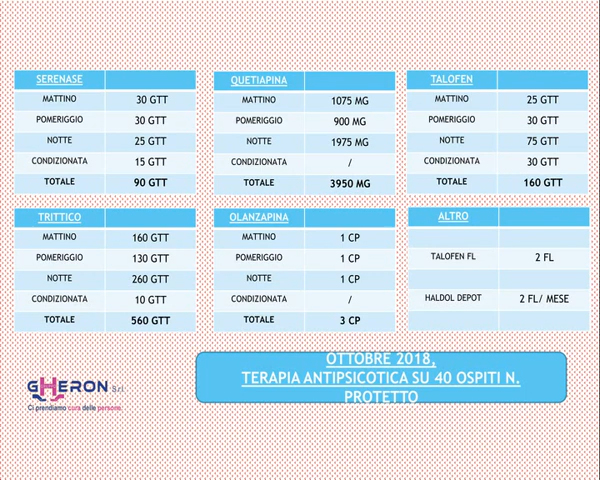 SERENASE
MATTINO 30 GTT
POMERIGGIO 30 GTT
NOTTE 25 GTT
CONDIZIONATA 15 GTT
TOTALE 90 GTT
QUETIAPINA
MATTINO 1075 MG
POMERIGGIO 900 MG
NOTTE 1975 MG
CONDIZIONATA /
TOTALE 3950 MG
TALOFEN
MATTINO 25 GTT
POMERIGGIO 30 GTT
NOTTE 75 GTT
CONDIZIONATA 30 GTT
TOTALE 160 GTT
TRITTICO
MATTINO 160 GTT
POMERIGGIO 130 GTT
NOTTE 260 GTT
CONDIZIONATA 10 GTT
TOTALE 560 GTT
OLANZAPINA
MATTINO 1 CP
POMERIGGIO 1 CP
NOTTE 1 CP
CONDIZIONATA /
TOTALE 3 CP
ALTRO
TALOFEN FL 2 FL
HALDOL DEPOT 2 FL/ MESE
OTTOBRE 2018,
TERAPIA ANTIPSICOTICA SU 40 OSPITI N.
PROTETTO
GHERON S.r.l.
Ci prendiamo cura delle persone.